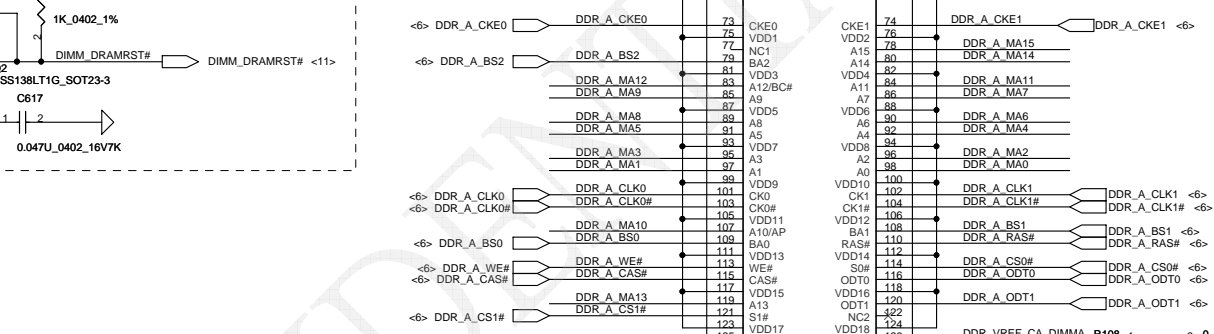 1K_0402_1%
2
DIMM_DRAMRST#
DIMM_DRAMRST# <11>
SS138LT1G_SOT23-3
C617
1 2
0.047U_0402_16V7K
<6> DDR_A_CKE0 DDR_A_CKE0 73 CKE0 CKE1 74 DDR_A_CKE1 DDR_A_CKE1 <6>
75 VDD1 VDD2 76
77 NC1 A15 78 DDR_A_MA15
<6> DDR_A_BS2 DDR_A_BS2 79 BA2 A14 80 DDR_A_MA14
81 VDD3 VDD4 82
DDR_A_MA12 83 A12/BC# A11 84 DDR_A_MA11
DDR_A_MA9 85 A9 A7 86 DDR_A_MA7
87 VDD5 VDD6 88
DDR_A_MA8 89 A8 A6 90 DDR_A_MA6
DDR_A_MA5 91 A5 A4 92 DDR_A_MA4
93 VDD7 VDD8 94
DDR_A_MA3 95 A3 A2 96 DDR_A_MA2
DDR_A_MA1 97 A1 A0 98 DDR_A_MA0
99 VDD9 VDD10 100
<6> DDR_A_CLK0 DDR_A_CLK0 101 CK0 CK1 102 DDR_A_CLK1 DDR_A_CLK1 <6>
<6> DDR_A_CLK0# DDR_A_CLK0# 103 CK0# CK1# 104 DDR_A_CLK1# DDR_A_CLK1# <6>
105 VDD11 VDD12 106
DDR_A_MA10 107 A10/AP BA1 108 DDR_A_BS1 DDR_A_BS1 <6>
<6> DDR_A_BS0 DDR_A_BS0 109 BA0 RAS# 110 DDR_A_RAS# DDR_A_RAS# <6>
111 VDD13 VDD14 112
<6> DDR_A_WE# DDR_A_WE# 113 WE# S0# 114 DDR_A_CS0# DDR_A_CS0# <6>
<6> DDR_A_CAS# DDR_A_CAS# 115 CAS# ODT0 116 DDR_A_ODT0 DDR_A_ODT0 <6>
117 VDD15 VDD16 118
DDR_A_MA13 119 A13 ODT1 120 DDR_A_ODT1 DDR_A_ODT1 <6>
<6> DDR_A_CS1# DDR_A_CS1# 121 S1# NC2 122
123 VDD17 VDD18 124
DDR_VREF_CA_DIMMA R108